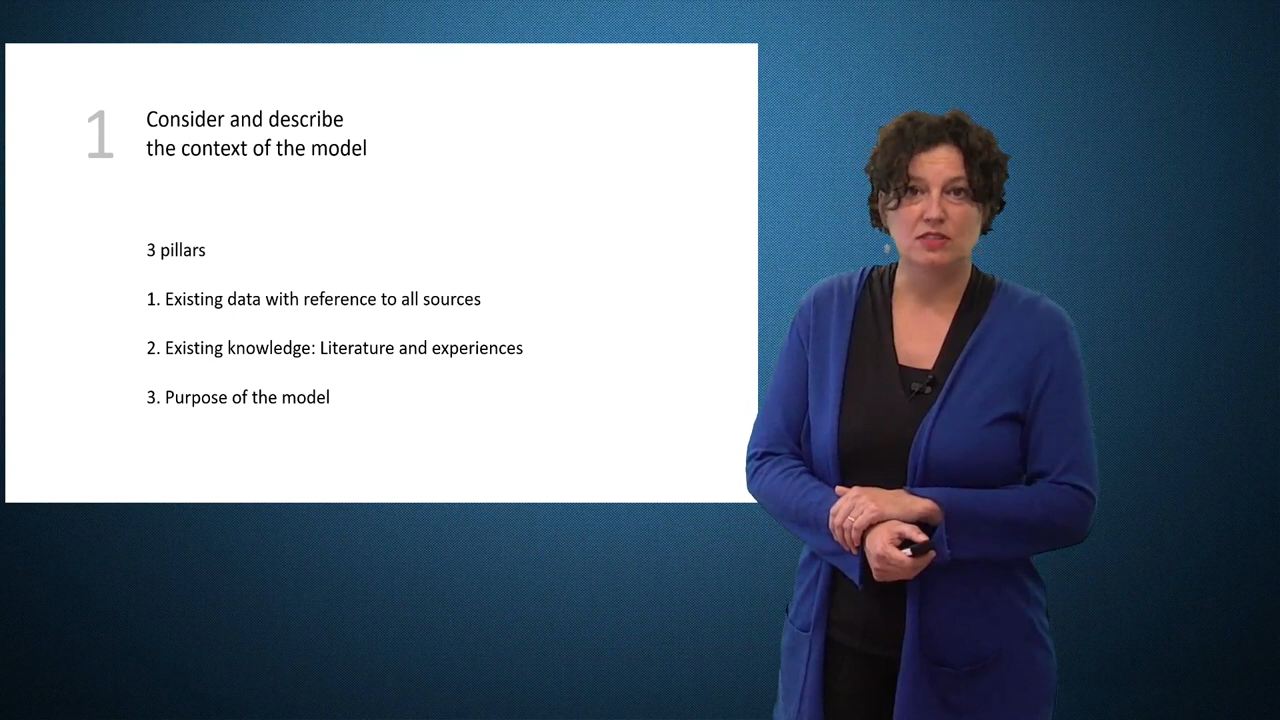 1
Consider and describe
the context of the model
3 pillars
1. Existing data with reference to all sources
2. Existing knowledge: Literature and experiences
3. Purpose of the model